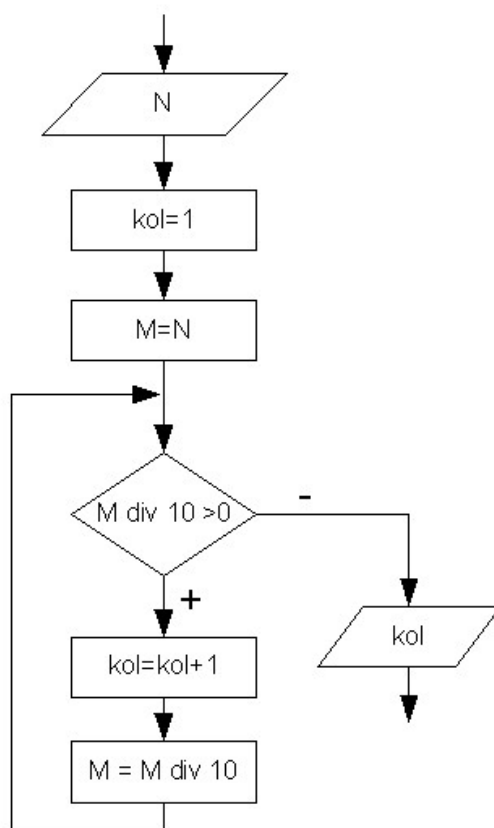 N
kol=1
M=N
M div 10 >0
-
+
kol=kol+1
kol
M = M div 10